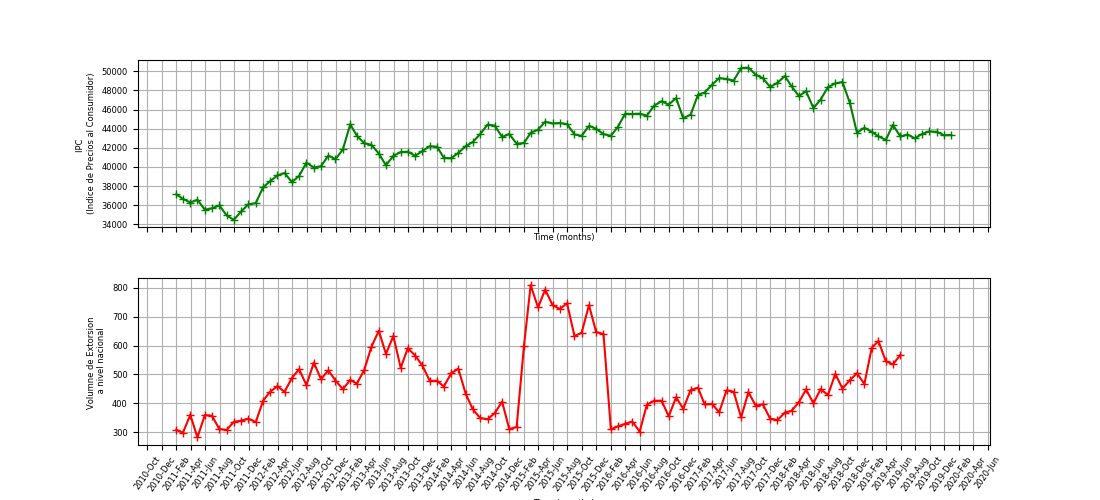 50000
48000
46000
44000
42000
40000
38000
36000
34000
IPC
(Indice de Precios al Consumidor)
Time (months)
800
700
600
500
400
300
Volumne de Extorsion
a nivel nacional
2010-Oct
2010-Dec
2011-Feb
2011-Apr
2011-Jun
2011-Aug
2011-Oct
2011-Dec
2012-Feb
2012-Apr
2012-Jun
2012-Aug
2012-Oct
2012-Dec
2013-Feb
2013-Apr
2013-Jun
2013-Aug
2013-Oct
2013-Dec
2014-Feb
2014-Apr
2014-Jun
2014-Aug
2014-Oct
2014-Dec
2015-Feb
2015-Apr
2015-Jun
2015-Aug
2015-Oct
2015-Dec
2016-Feb
2016-Apr
2016-Jun
2016-Aug
2016-Oct
2016-Dec
2017-Feb
2017-Apr
2017-Jun
2017-Aug
2017-Oct
2017-Dec
2018-Feb
2018-Apr
2018-Jun
2018-Aug
2018-Oct
2018-Dec
2019-Feb
2019-Apr
2019-Jun
2019-Aug
2019-Oct
2019-Dec
2020-Feb
2020-Apr
2020-Jun